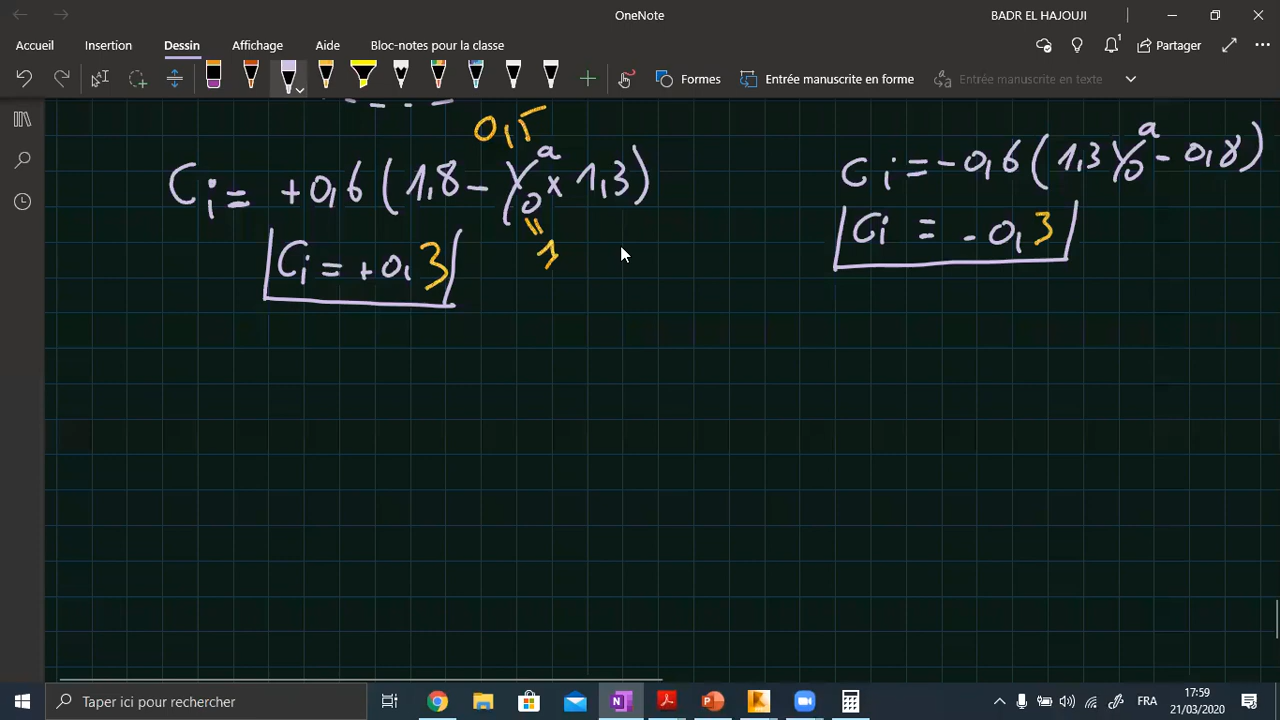 OneNote
BADR EL HAJOUJI
Accueil Insertion Dessin Affichage Aide Bloc-notes pour la classe Partager
Formes Entrée manuscrite en forme Entrée manuscrite en texte
0,5
Ci = +0,6 (1,8 - γ₀ᵃ × 1,3)
= 1
Ci = +0,3
Ci = -0,6 (1,3 γ₀ᵃ - 0,8)
Ci = -0,3
Taper ici pour rechercher
FRA
17:59
21/03/2020